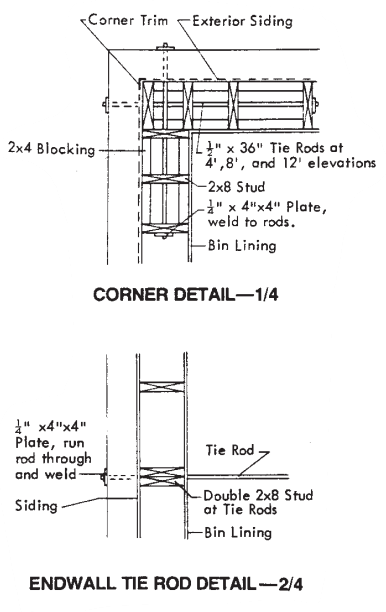 Corner Trim
Exterior Siding
2x4 Blocking
½" x 36" Tie Rods at
4', 8', and 12' elevations
2x8 Stud
¼" x 4"x4" Plate,
weld to rods.
Bin Lining
CORNER DETAIL—1/4
¼" x4"x4"
Plate, run
rod through
and weld
Tie Rod
Siding
Double 2x8 Stud
at Tie Rods
Bin Lining
ENDWALL TIE ROD DETAIL—2/4